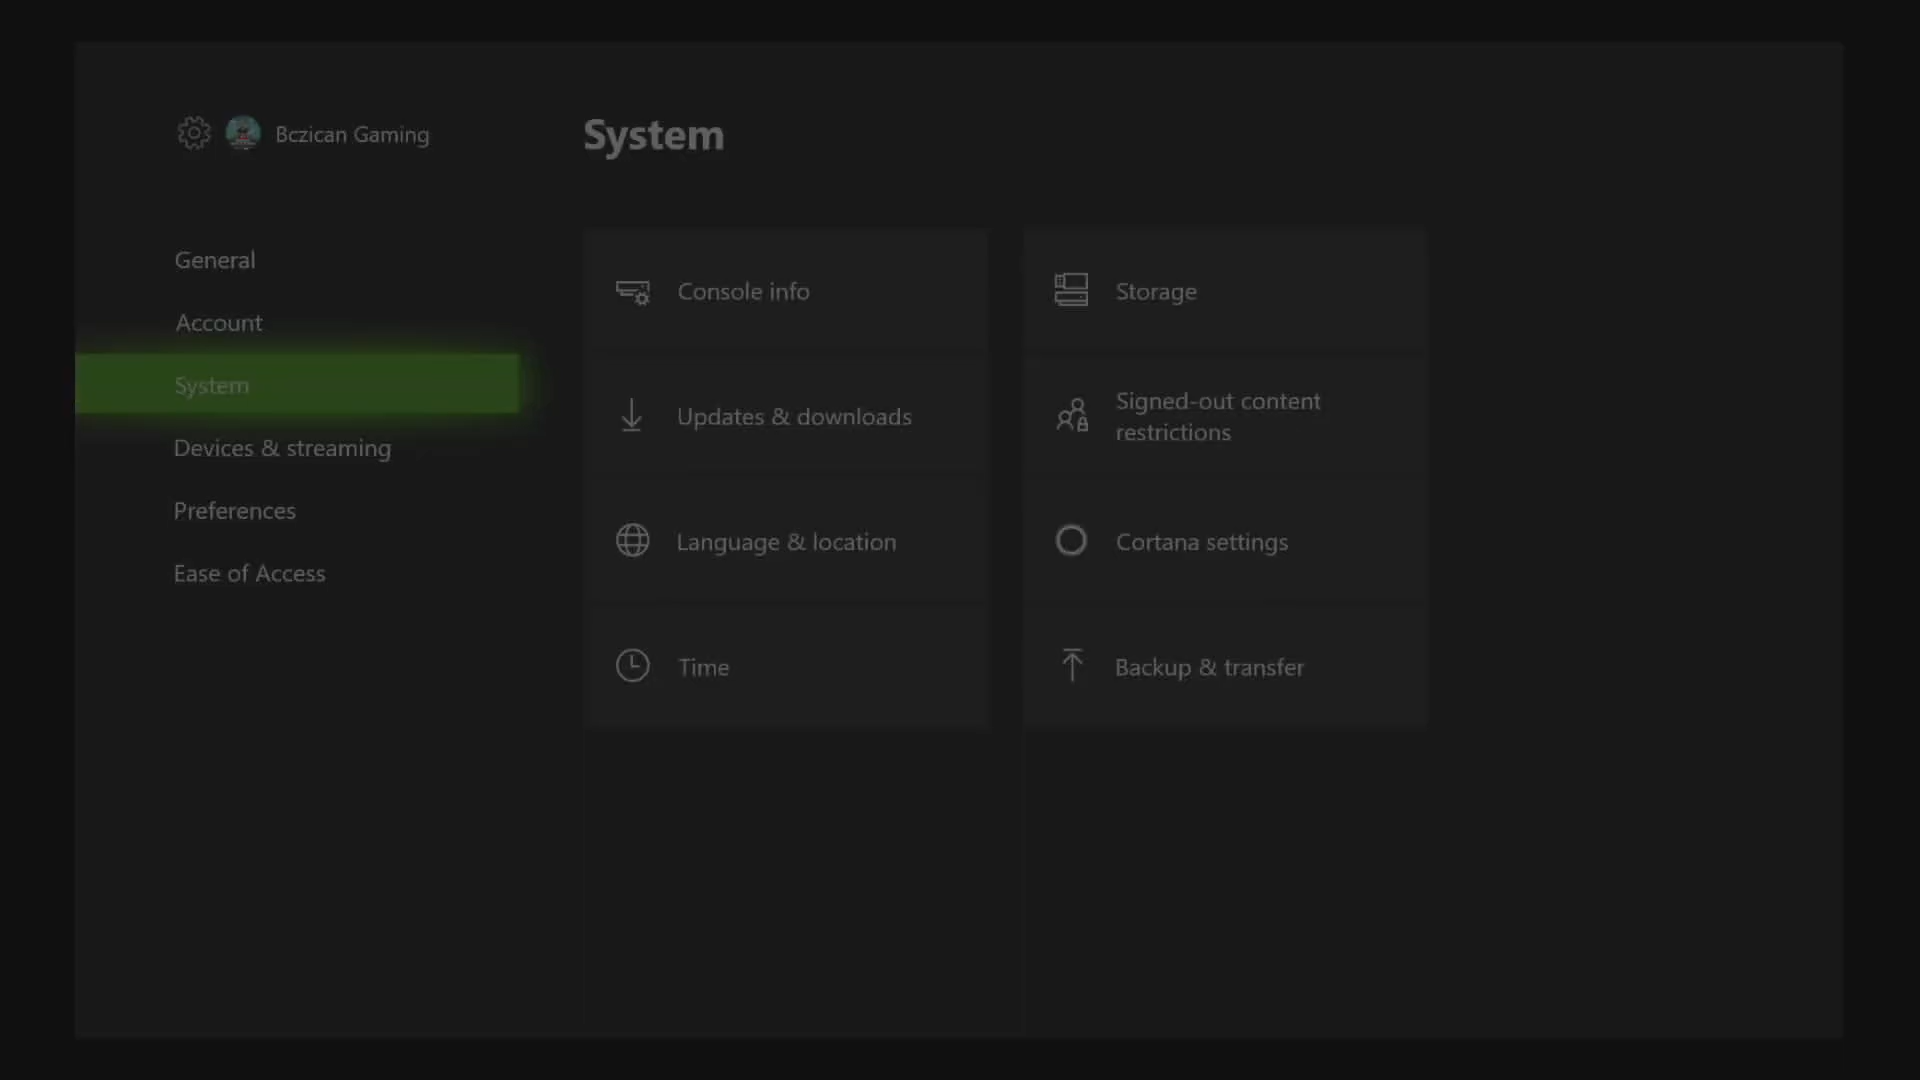 Bczican Gaming
System
General
Account
System
Devices & streaming
Preferences
Ease of Access
Console info
Updates & downloads
Language & location
Time
Storage
Signed-out content
restrictions
Cortana settings
Backup & transfer